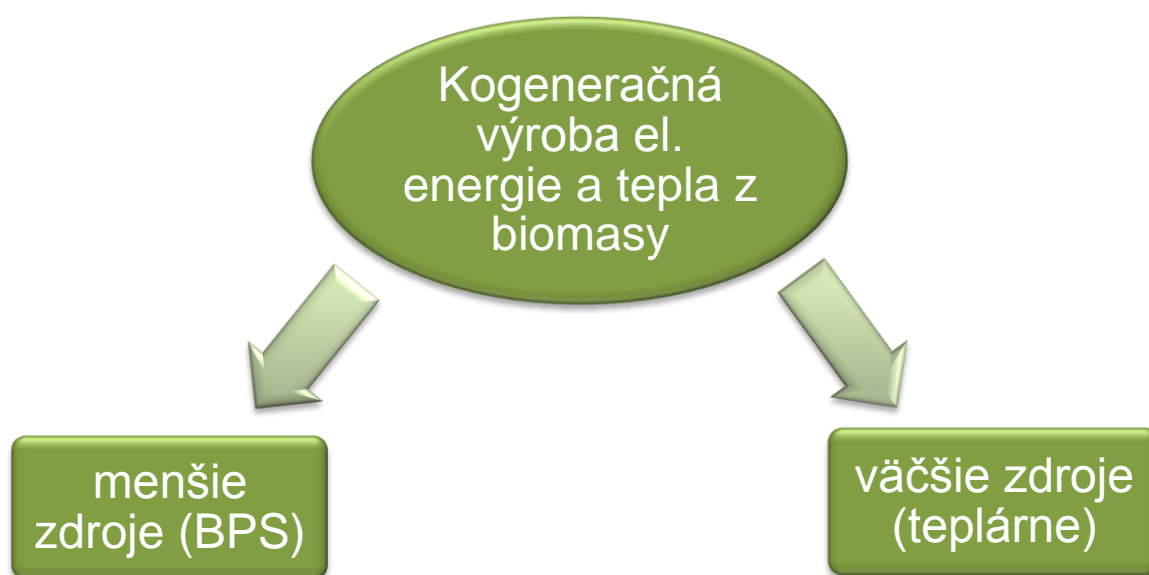 Kogeneračná
výroba el.
energie a tepla z
biomasy
menšie
zdroje (BPS)
väčšie zdroje
(teplárne)